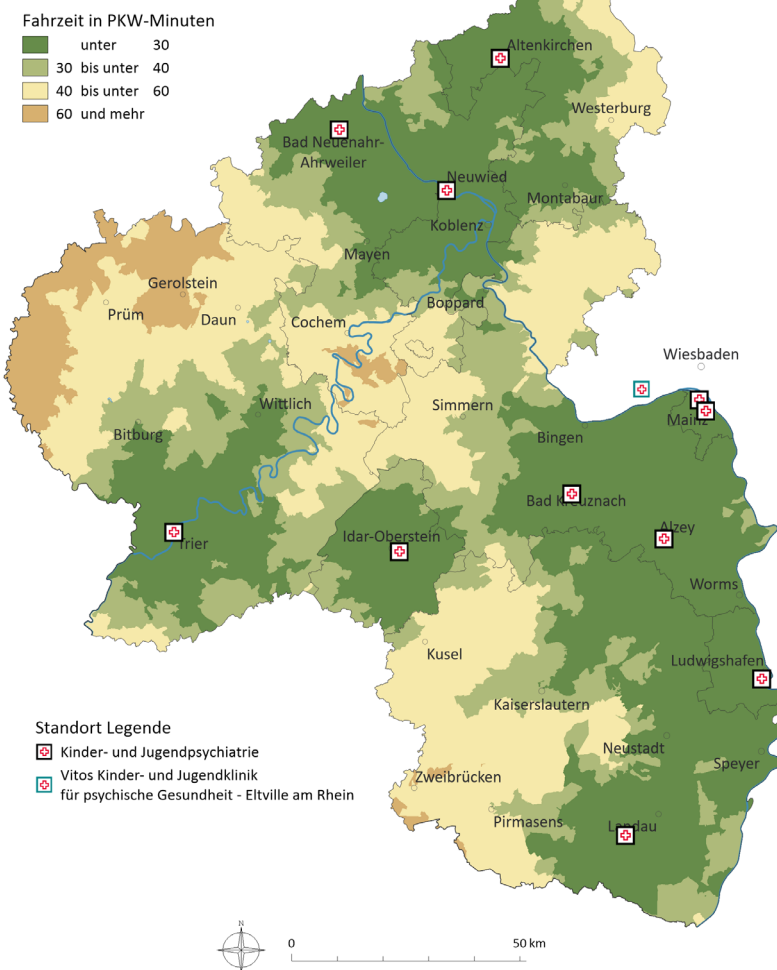 Fahrzeit in PKW-Minuten
unter 30
30 bis unter 40
40 bis unter 60
60 und mehr
Altenkirchen
Westerburg
Bad Neuenahr-
Ahrweiler
Neuwied
Montabaur
Koblenz
Mayen
Gerolstein
Prüm
Daun
Cochem
Boppard
Wiesbaden
Wittlich
Simmern
Mainz
Bitburg
Bingen
Bad Kreuznach
Trier
Idar-Oberstein
Alzey
Worms
Kusel
Ludwigshafen
Kaiserslautern
Standort Legende
Kinder- und Jugendpsychiatrie
Vitos Kinder- und Jugendklinik
für psychische Gesundheit - Eltville am Rhein
Neustadt
Speyer
Zweibrücken
Pirmasens
Landau
N
0 50 km